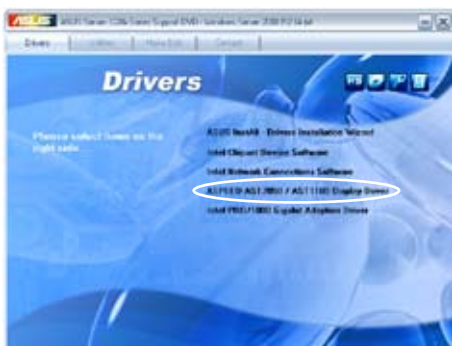 ASUS Server
Drivers
Utilities
Make Disk
Contact
Drivers
Please select items on the
right side.
ASUS InstAll - Drivers Installation Wizard
Intel Chipset Device Software
Intel Network Connections Software
ASPEED AST2050 / AST1100 Display Driver
Intel PRO/1000 Gigabit Adapters Driver